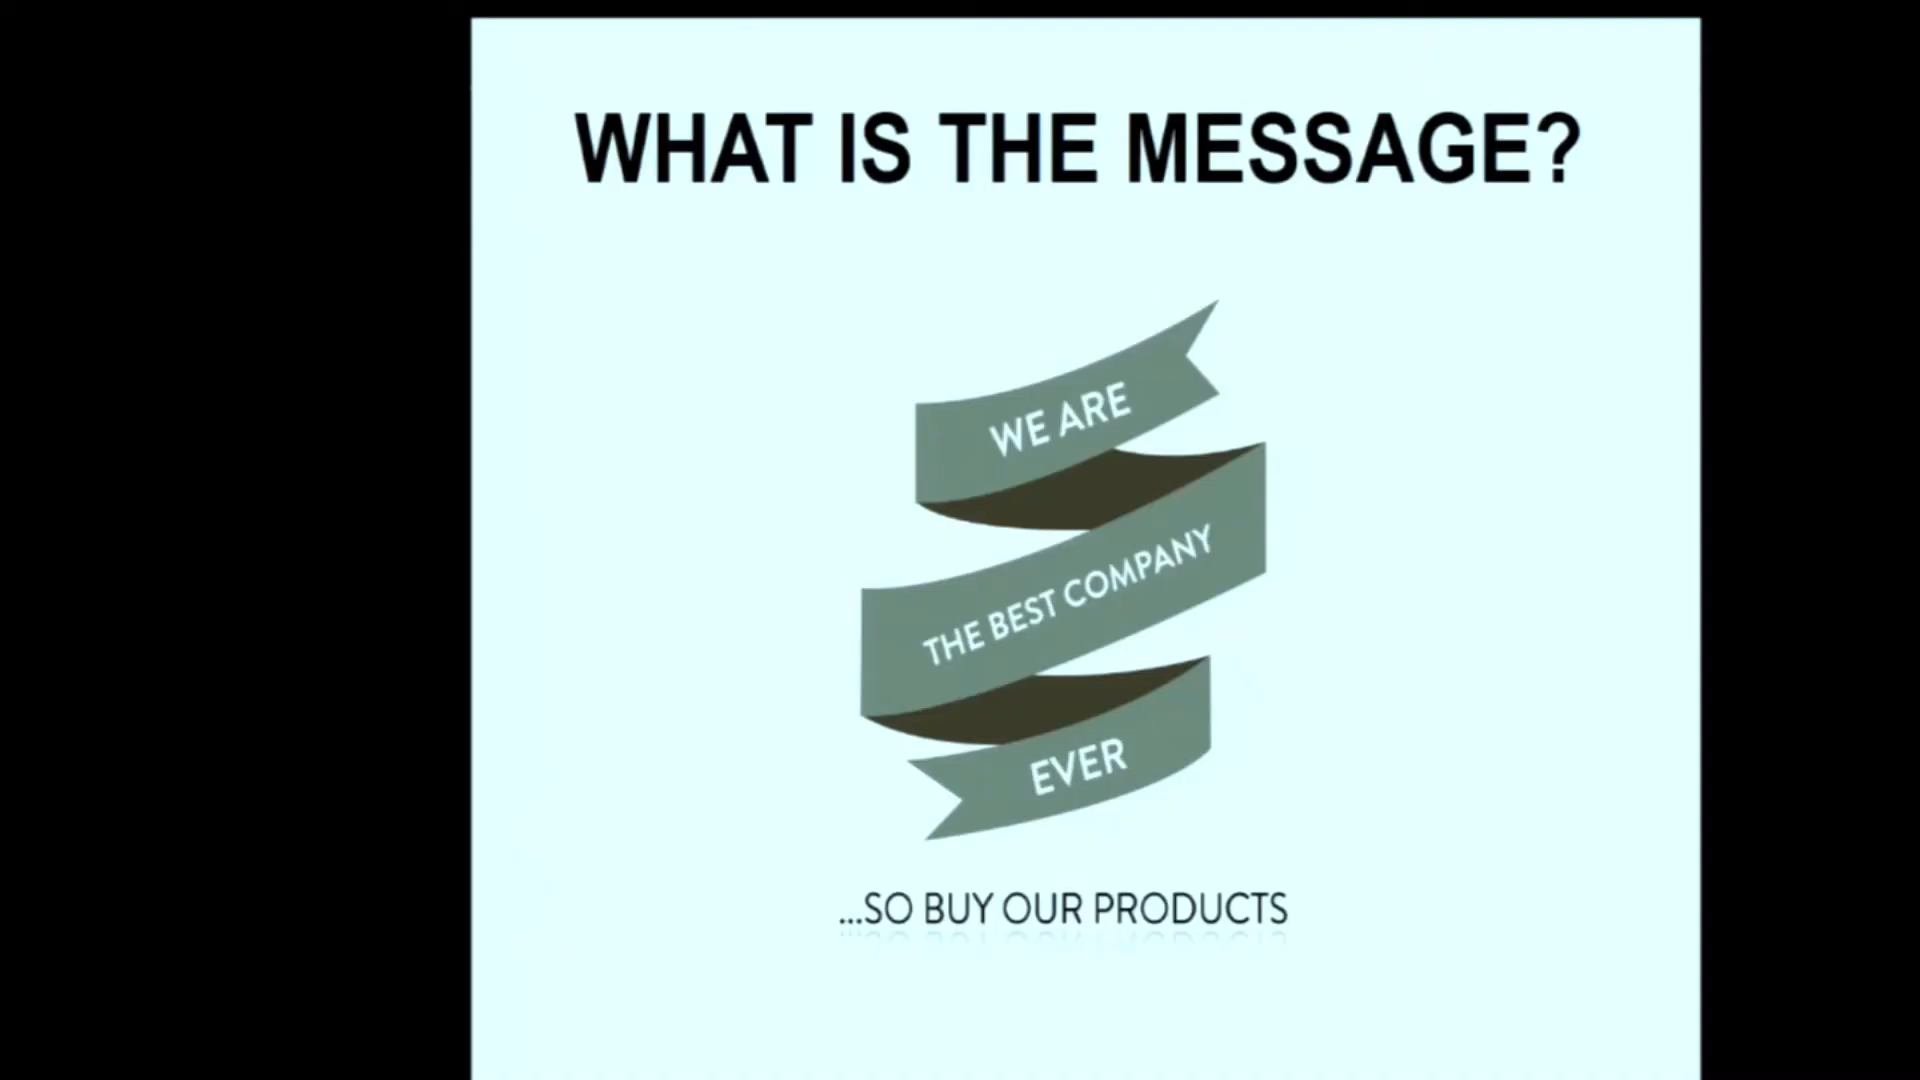 WHAT IS THE MESSAGE?
WE ARE
THE BEST COMPANY
EVER
...SO BUY OUR PRODUCTS